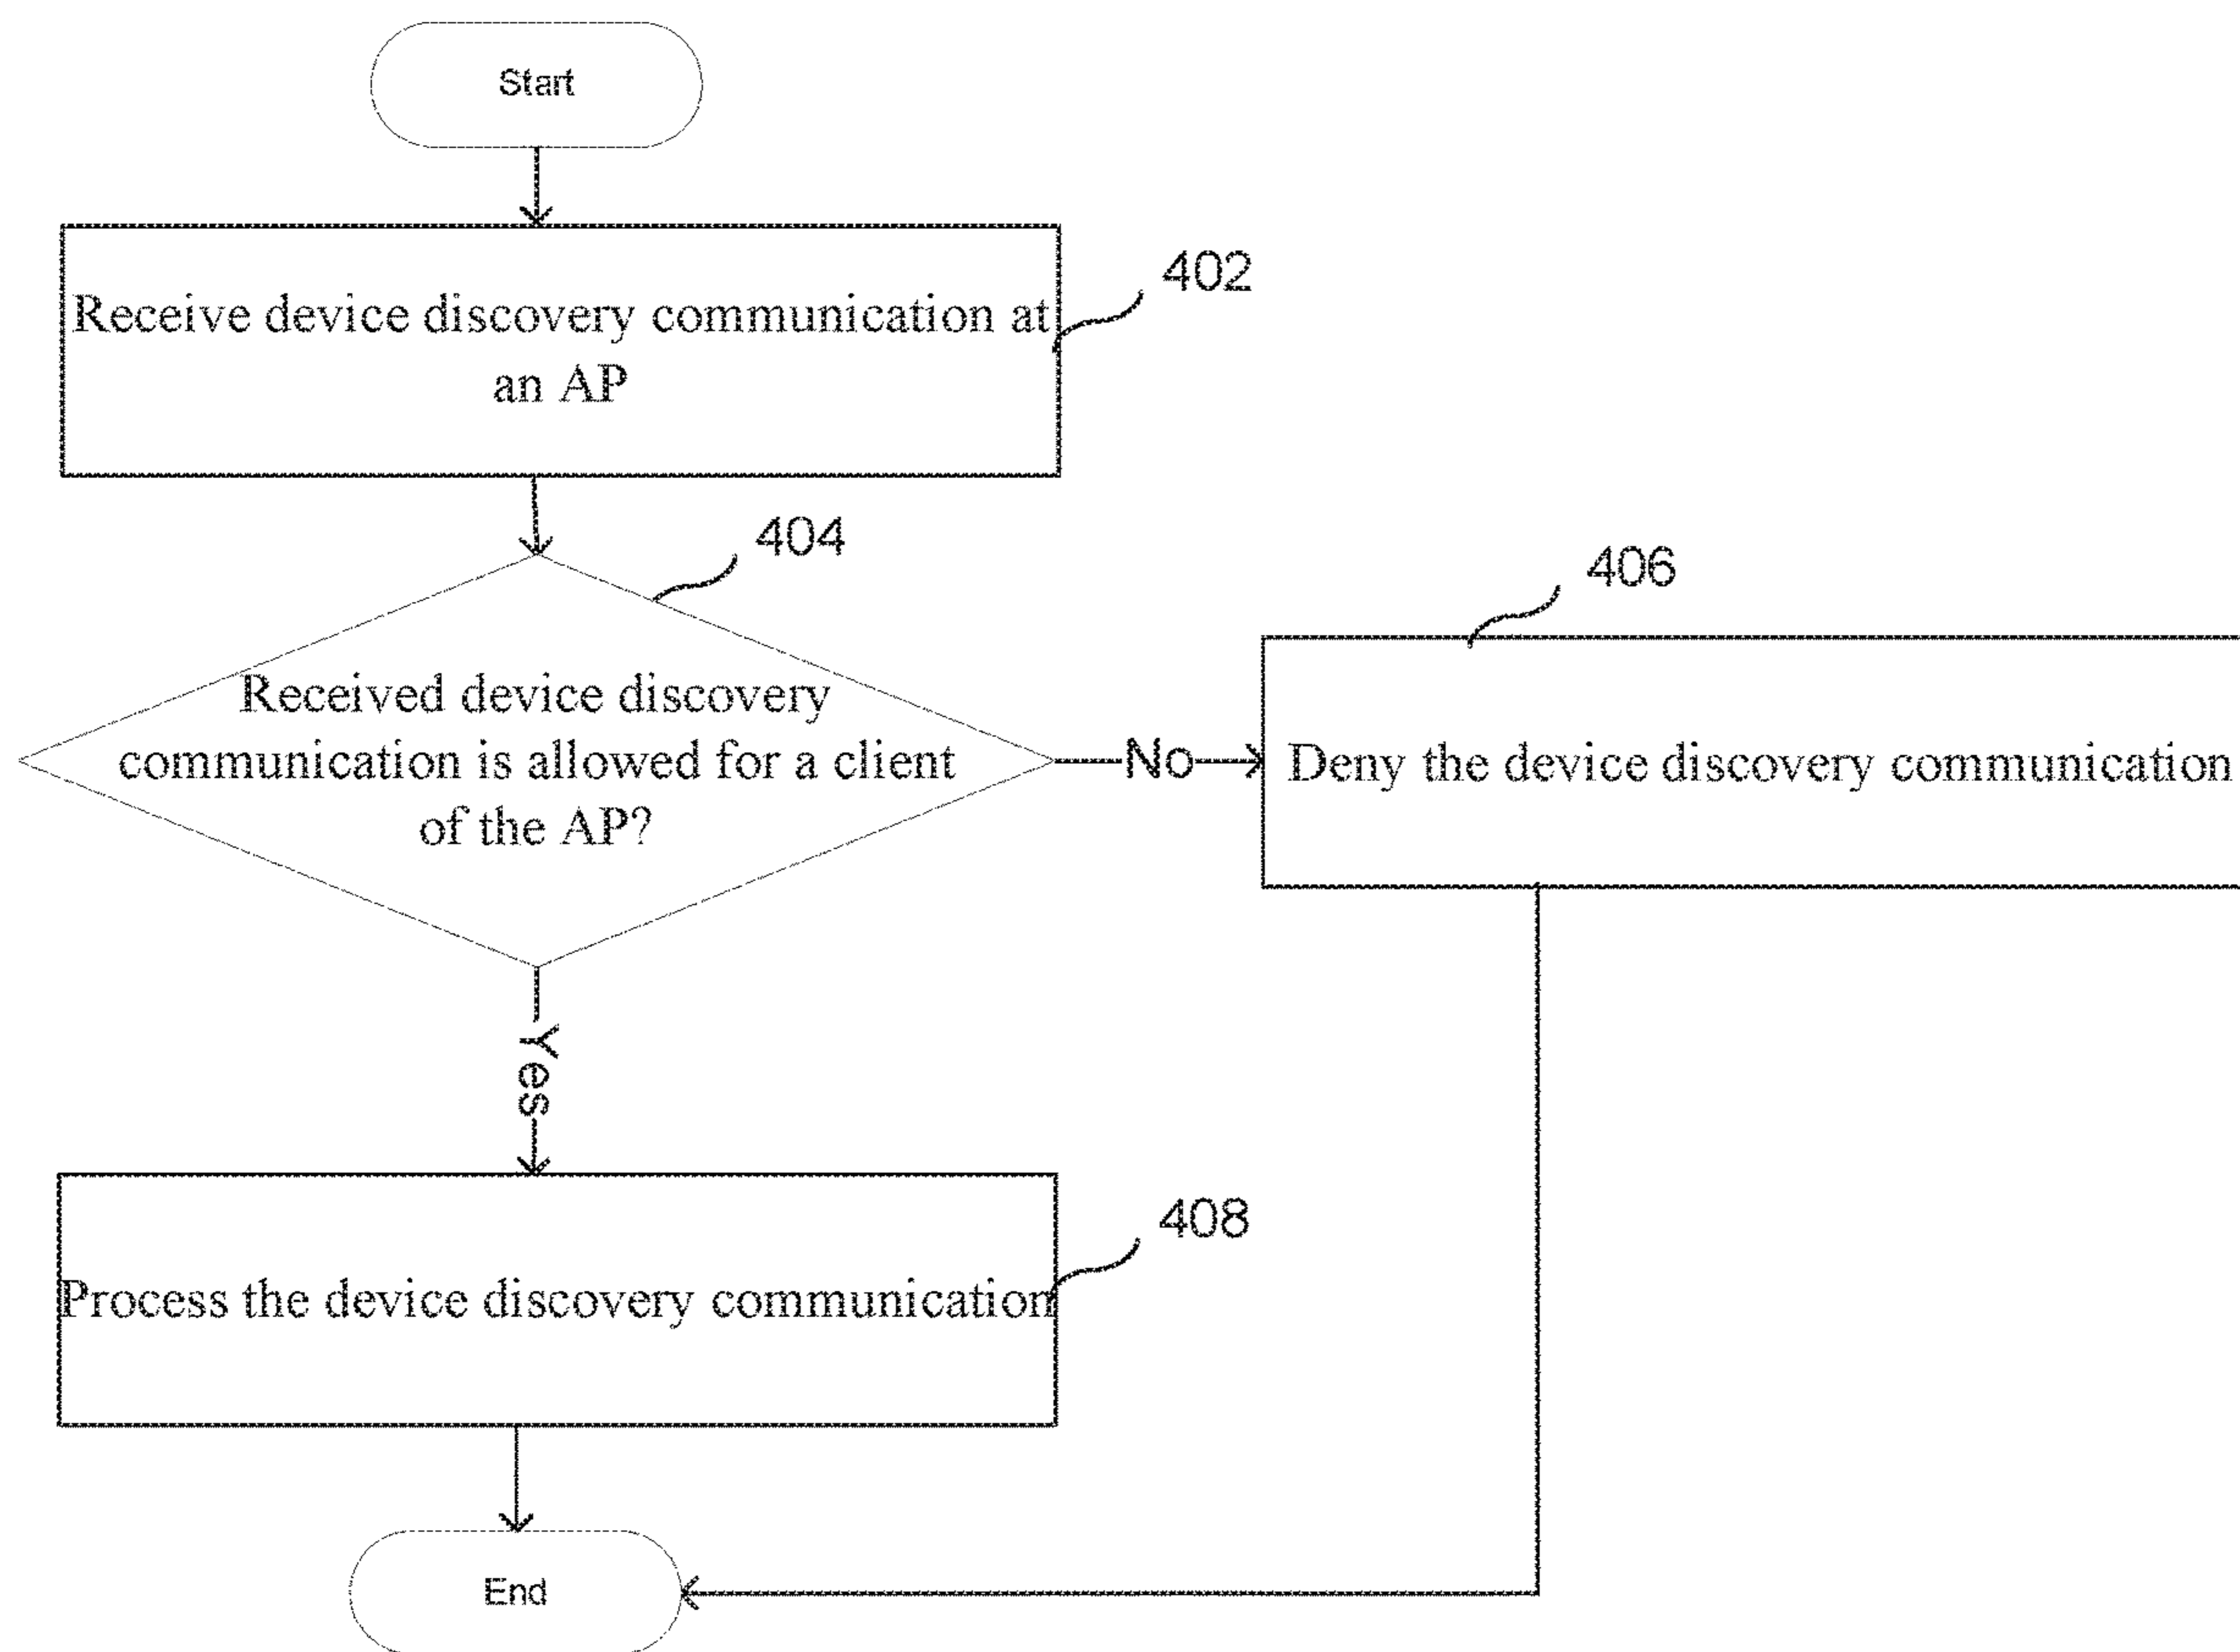 Start
402
Receive device discovery communication at
an AP
404
406
Received device discovery
communication is allowed for a client
of the AP?
No
Deny the device discovery communication
Yes
408
Process the device discovery communication
End